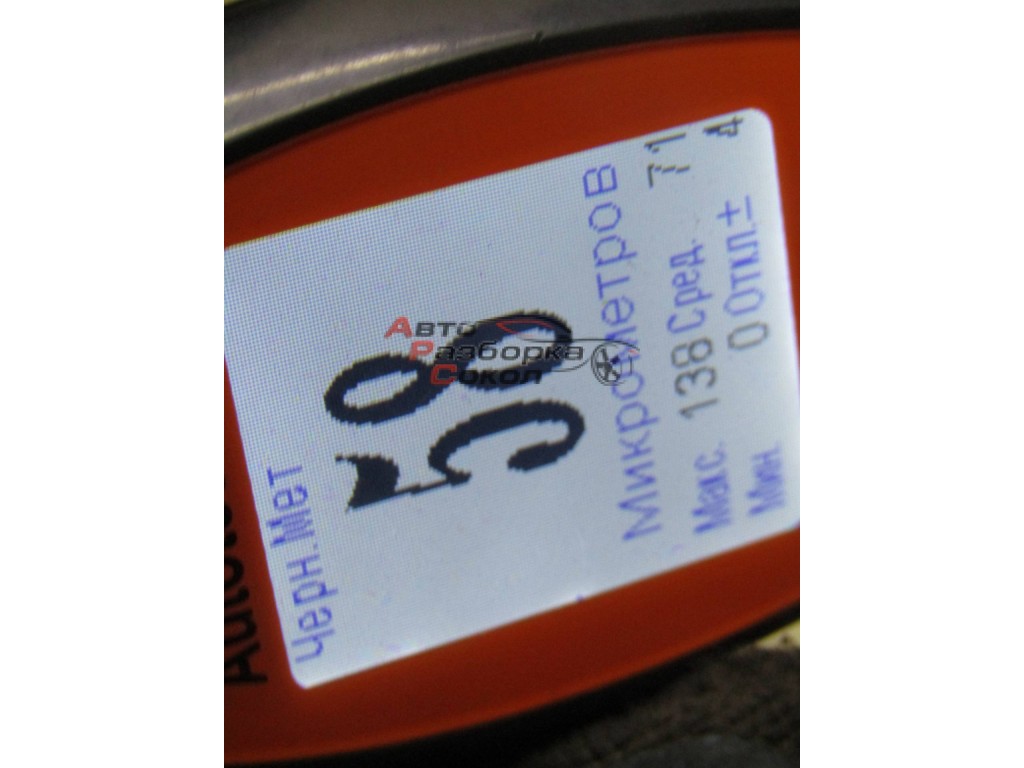 Черн.Мет
58
Микрометров
Макс. 138 Сред. 71
Мин. 0 Откл.± 4
Авто
Разборка
Сокол